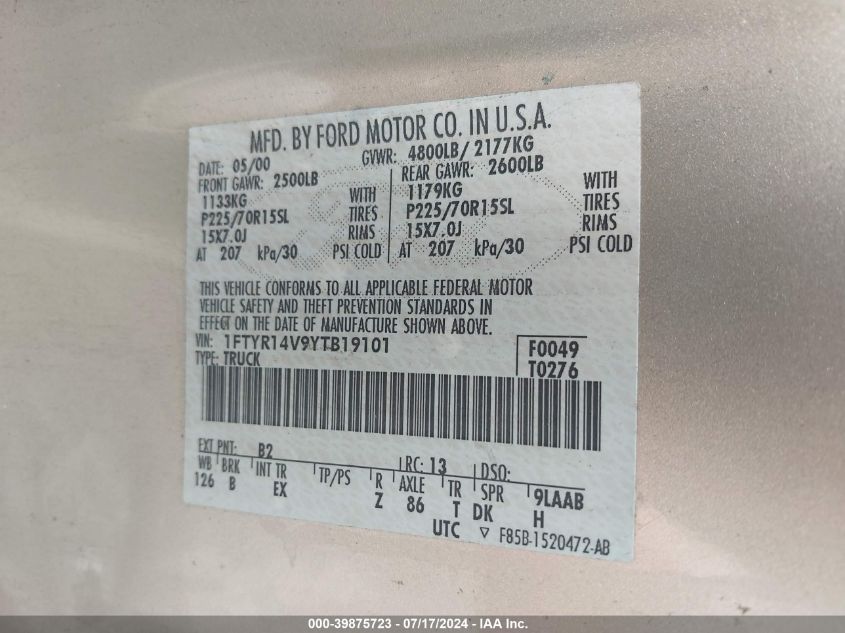 MFD. BY FORD MOTOR CO. IN U.S.A.
DATE: 05/00 GVWR: 4800LB/ 2177KG
FRONT GAWR: 2500LB REAR GAWR: 2600LB
1133KG WITH 1179KG WITH
P225/70R15SL TIRES P225/70R15SL TIRES
15X7.0J RIMS 15X7.0J RIMS
AT 207 kPa/30 PSI COLD AT 207 kPa/30 PSI COLD
THIS VEHICLE CONFORMS TO ALL APPLICABLE FEDERAL MOTOR
VEHICLE SAFETY AND THEFT PREVENTION STANDARDS IN
EFFECT ON THE DATE OF MANUFACTURE SHOWN ABOVE.
VIN: 1FTYR14V9YTB19101 F0049
TYPE: TRUCK T0276
EXT PNT: B2 RC: 13 DSO:
WB BRK INT TR TP/PS R AXLE TR SPR 9LAAB
126 B EX Z 86 T DK H
UTC ▽ F85B-1520472-AB
000-39875723 - 07/17/2024 - IAA Inc.